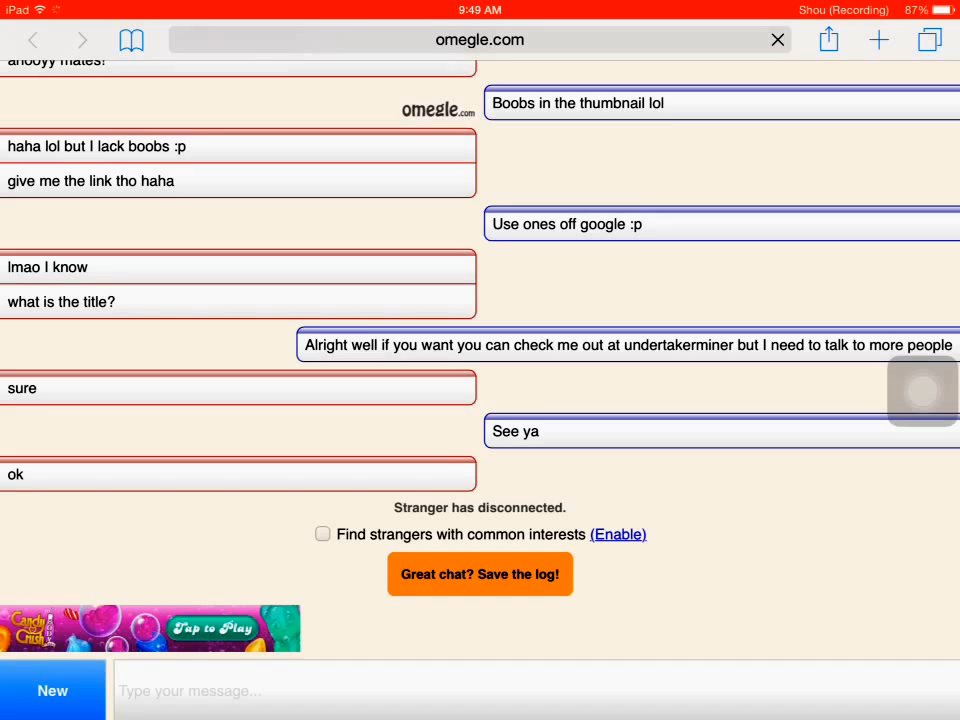 iPad 9:49 AM Shou (Recording) 87%
omegle.com
ahooyy mates!
Boobs in the thumbnail lol
omegle.com
haha lol but I lack boobs :p
give me the link tho haha
Use ones off google :p
lmao I know
what is the title?
Alright well if you want you can check me out at undertakerminer but I need to talk to more people
sure
See ya
ok
Stranger has disconnected.
Find strangers with common interests (Enable)
Great chat? Save the log!
Candy Crush Soda Tap to Play
New Type your message...